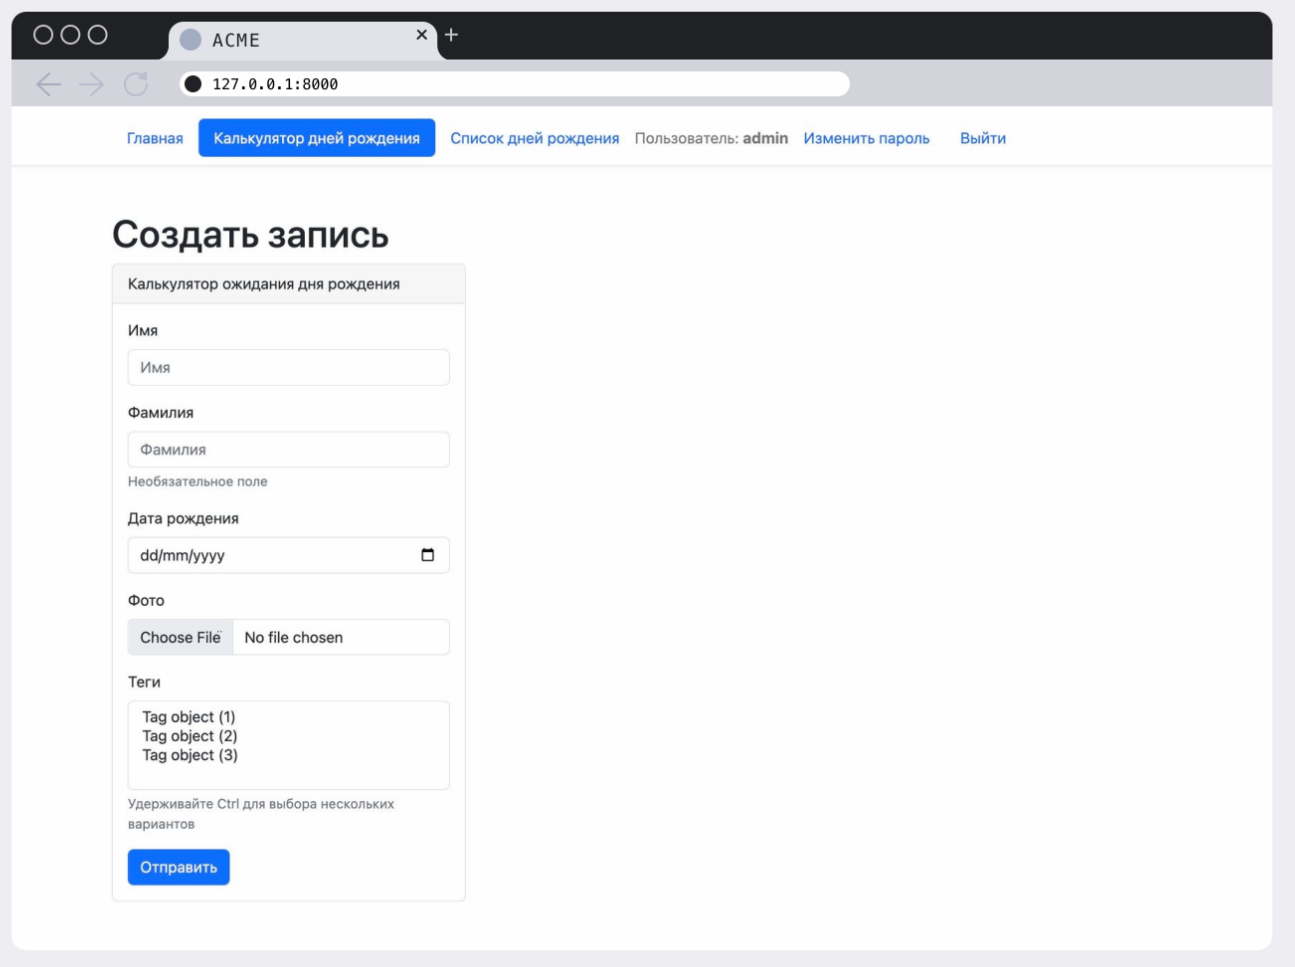 ACME
127.0.0.1:8000
Главная Калькулятор дней рождения Список дней рождения Пользователь: admin Изменить пароль Выйти
Создать запись
Калькулятор ожидания дня рождения
Имя
Имя
Фамилия
Фамилия
Необязательное поле
Дата рождения
dd/mm/yyyy
Фото
Choose File No file chosen
Теги
Tag object (1)
Tag object (2)
Tag object (3)
Удерживайте Ctrl для выбора нескольких
вариантов
Отправить